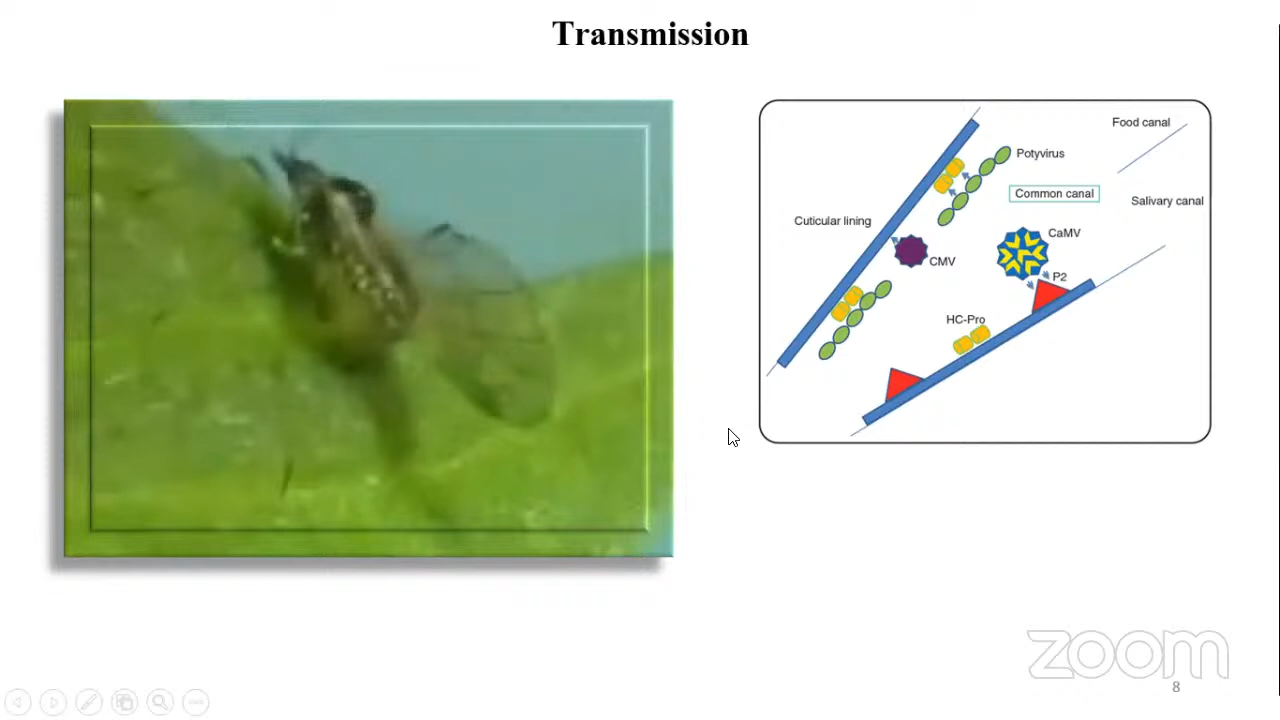 Transmission
Food canal
Potyvirus
Common canal
Salivary canal
Cuticular lining
CaMV
CMV
P2
HC-Pro
zoom
8